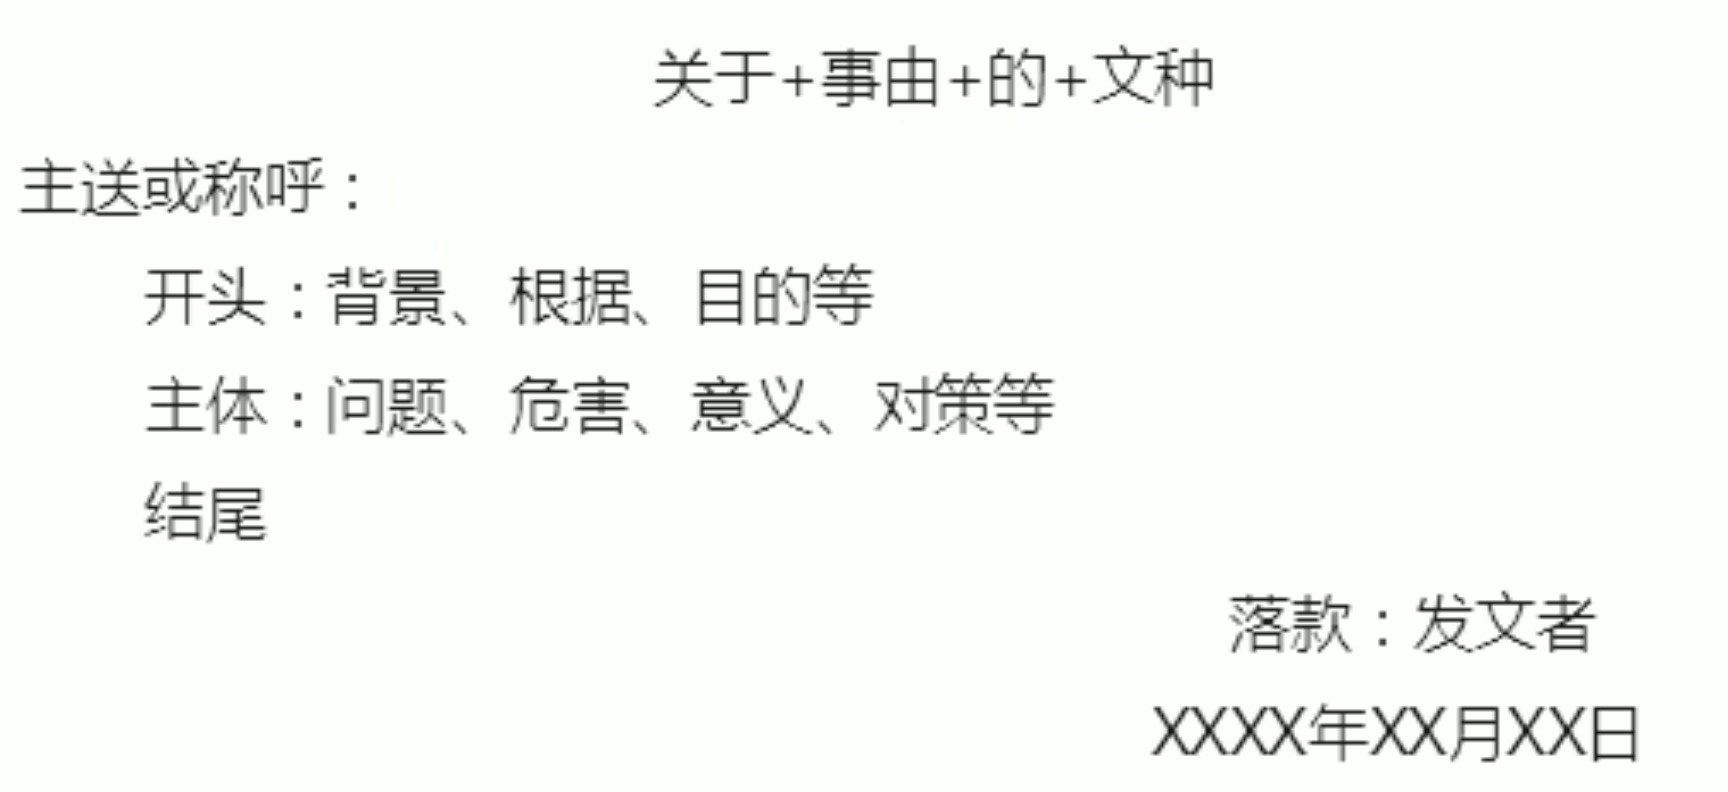 关于+事由+的+文种
主送或称呼：
开头：背景、根据、目的等
主体：问题、危害、意义、对策等
结尾
落款：发文者
XXXX年XX月XX日